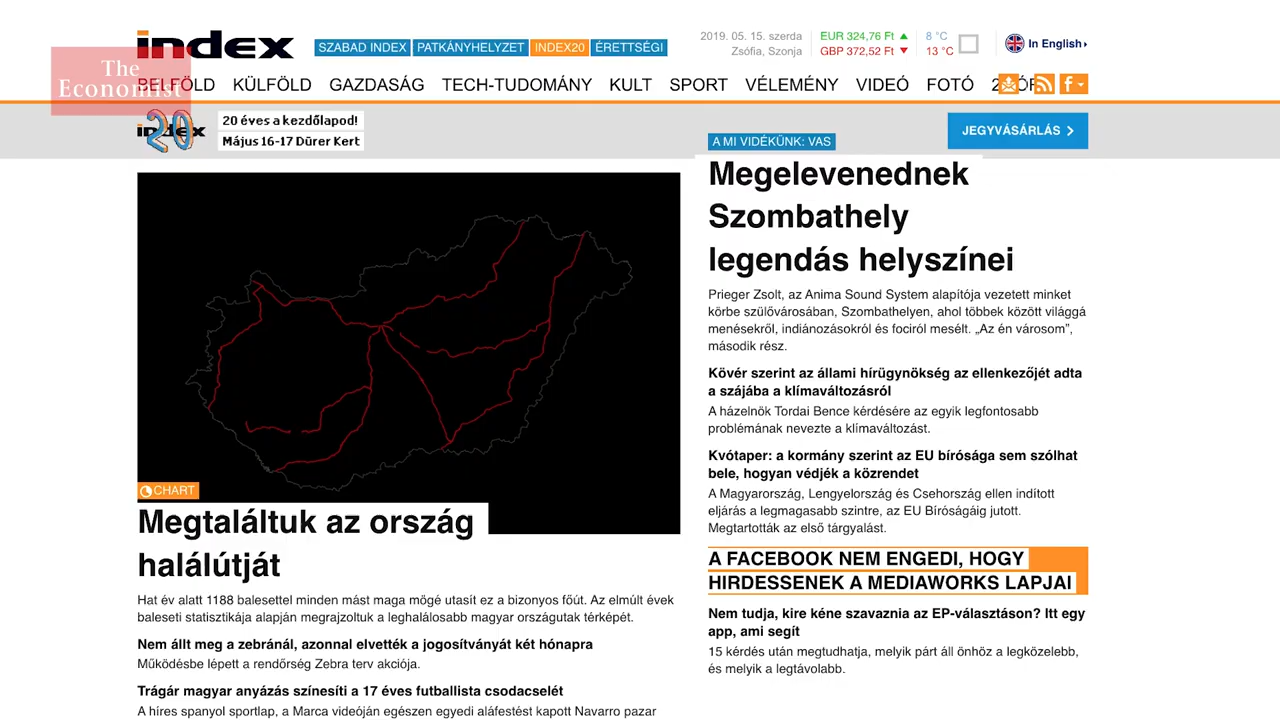 index
SZABAD INDEX PATKÁNYHELYZET INDEX20 ÉRETTSÉGI
2019. 05. 15. szerda
Zsófia, Szonja
EUR 324,76 Ft
GBP 372,52 Ft
8 °C
13 °C
In English
The
Economist
BELFÖLD KÜLFÖLD GAZDASÁG TECH-TUDOMÁNY KULT SPORT VÉLEMÉNY VIDEÓ FOTÓ
index
20
20 éves a kezdőlapod!
Május 16-17 Dürer Kert
JEGYVÁSÁRLÁS
CHART
Megtaláltuk az ország
halálútját
Hat év alatt 1188 balesettel minden mást maga mögé utasít ez a bizonyos főút. Az elmúlt évek
baleseti statisztikája alapján megrajzoltuk a leghalálosabb magyar országutak térképét.
Nem állt meg a zebránál, azonnal elvették a jogosítványát két hónapra
Működésbe lépett a rendőrség Zebra terv akciója.
Trágár magyar anyázás színesíti a 17 éves futballista csodacselét
A híres spanyol sportlap, a Marca videóján egészen egyedi aláfestést kapott Navarro pazar
A MI VIDÉKÜNK: VAS
Megelevenednek
Szombathely
legendás helyszínei
Prieger Zsolt, az Anima Sound System alapítója vezetett minket
körbe szülővárosában, Szombathelyen, ahol többek között világgá
menésekről, indiánozásokról és fociról mesélt. „Az én városom”,
második rész.
Kövér szerint az állami hírügynökség az ellenkezőjét adta
a szájába a klímaváltozásról
A házelnök Tordai Bence kérdésére az egyik legfontosabb
problémának nevezte a klímaváltozást.
Kvótaper: a kormány szerint az EU bírósága sem szólhat
bele, hogyan védjék a közrendet
A Magyarország, Lengyelország és Csehország ellen indított
eljárás a legmagasabb szintre, az EU Bíróságáig jutott.
Megtartották az első tárgyalást.
A FACEBOOK NEM ENGEDI, HOGY
HIRDESSENEK A MEDIAWORKS LAPJAI
Nem tudja, kire kéne szavaznia az EP-választáson? Itt egy
app, ami segít
15 kérdés után megtudhatja, melyik párt áll önhöz a legközelebb,
és melyik a legtávolabb.